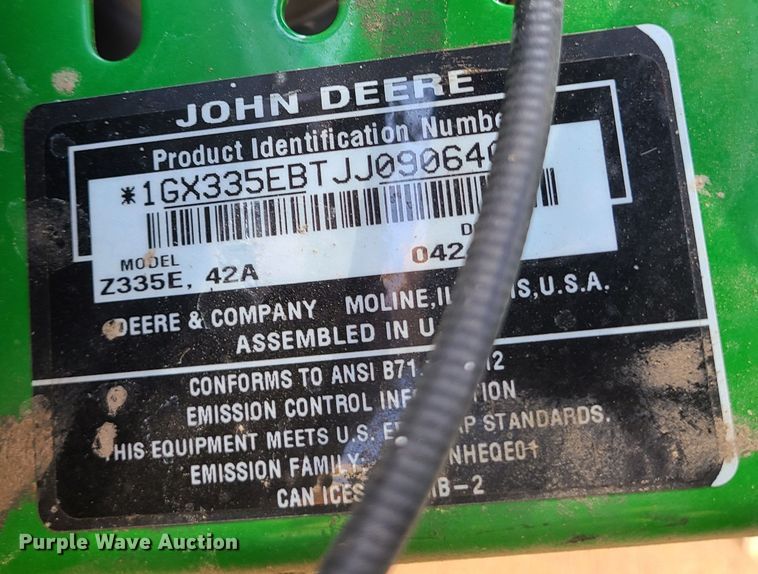 JOHN DEERE
Product Identification
*1GX335EBTJJ09064
MODEL
Z335E, 42A
042
DEERE & COMPANY MOLINE, U.S.A.
ASSEMBLED IN
CONFORMS TO ANSI
EMISSION CONTROL
THIS EQUIPMENT MEETS U.S. STANDARDS.
EMISSION FAMILY:
CAN ICES
Purple Wave Auction